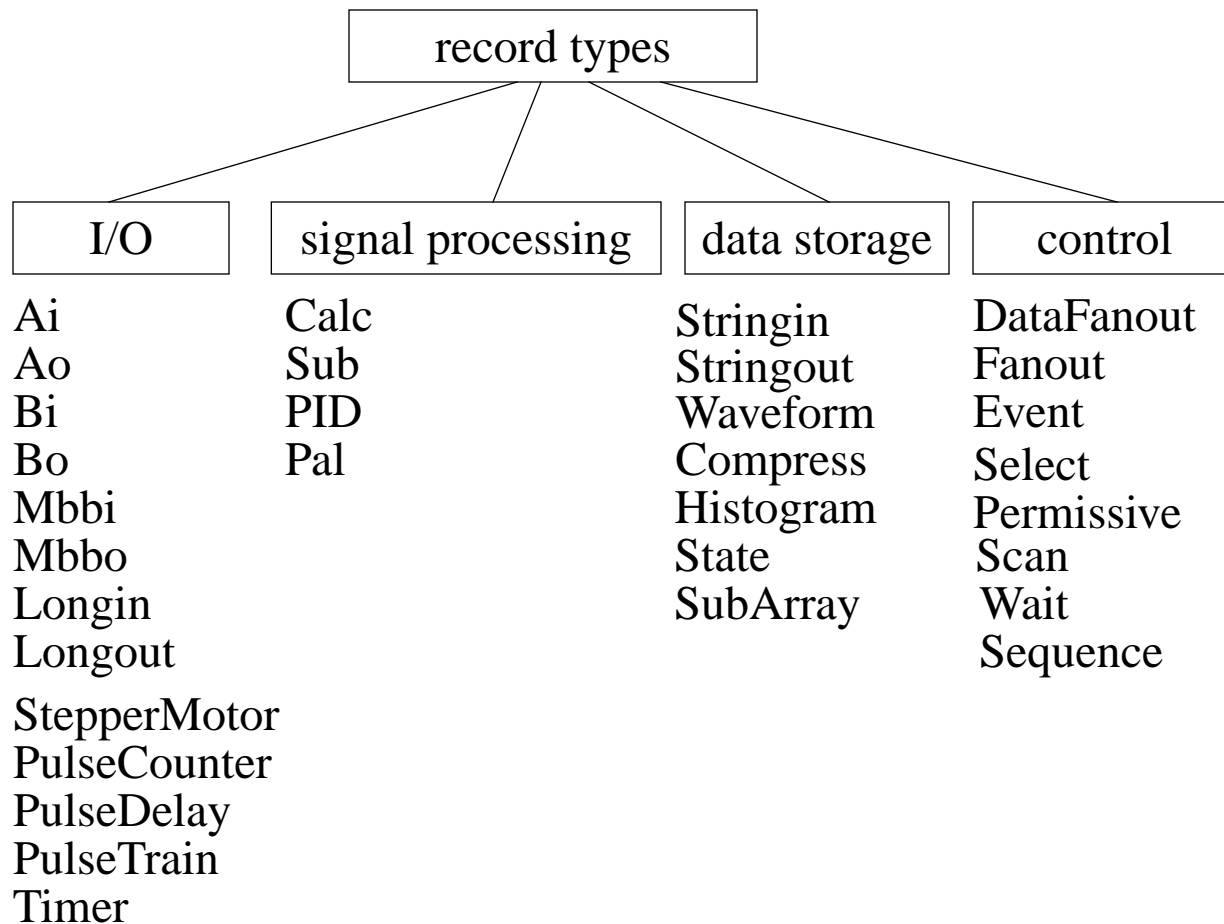 record types
I/O
signal processing
data storage
control
Ai
Ao
Bi
Bo
Mbbi
Mbbo
Longin
Longout
StepperMotor
PulseCounter
PulseDelay
PulseTrain
Timer
Calc
Sub
PID
Pal
Stringin
Stringout
Waveform
Compress
Histogram
State
SubArray
DataFanout
Fanout
Event
Select
Permissive
Scan
Wait
Sequence